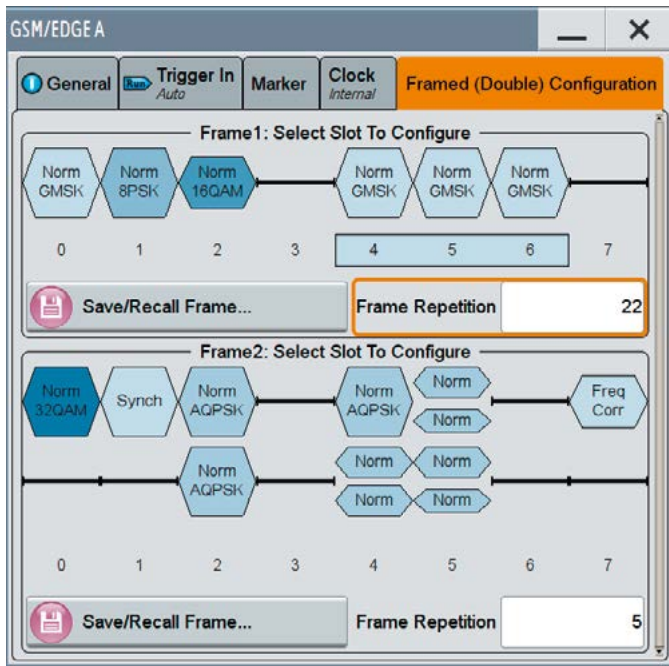 GSM/EDGE A
General
Run
Trigger In
Auto
Marker
Clock
Internal
Framed (Double) Configuration
Frame1: Select Slot To Configure
Norm
GMSK
Norm
8PSK
Norm
16QAM
Norm
GMSK
Norm
GMSK
Norm
GMSK
0 1 2 3 4 5 6 7
Save/Recall Frame...
Frame Repetition 22
Frame2: Select Slot To Configure
Norm
32QAM
Synch
Norm
AQPSK
Norm
AQPSK
Norm
Norm
Freq
Corr
Norm
AQPSK
Norm Norm
Norm Norm
0 1 2 3 4 5 6 7
Save/Recall Frame...
Frame Repetition 5